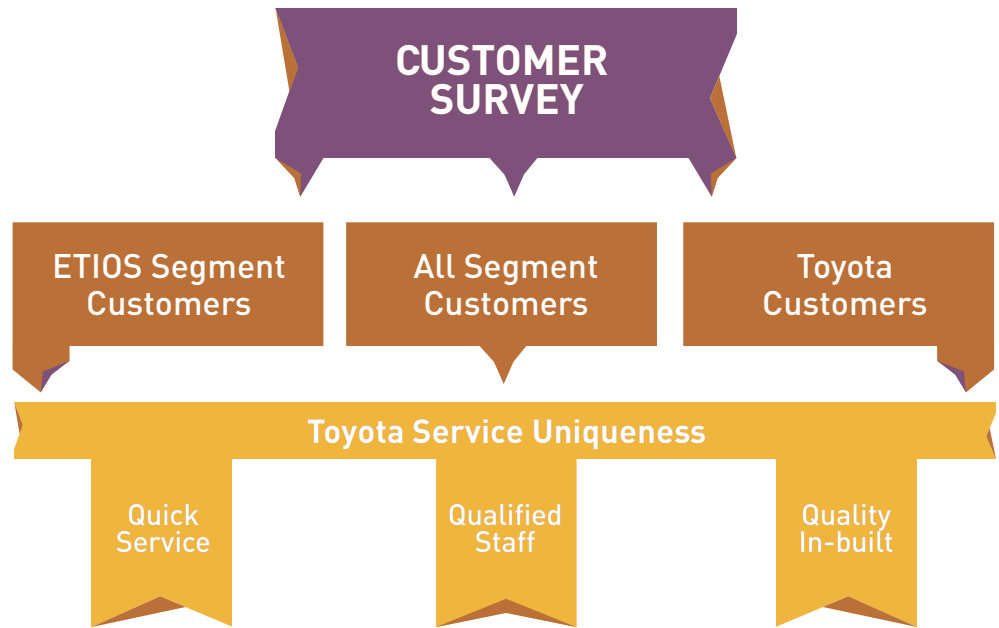 CUSTOMER
SURVEY
ETIOS Segment
Customers
All Segment
Customers
Toyota
Customers
Toyota Service Uniqueness
Quick
Service
Qualified
Staff
Quality
In-built